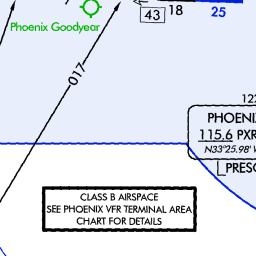 43 18 25
Phoenix Goodyear
017
PHOENI
115.6 PXR
N33°25.98' W
PRESC
CLASS B AIRSPACE
SEE PHOENIX VFR TERMINAL AREA
CHART FOR DETAILS